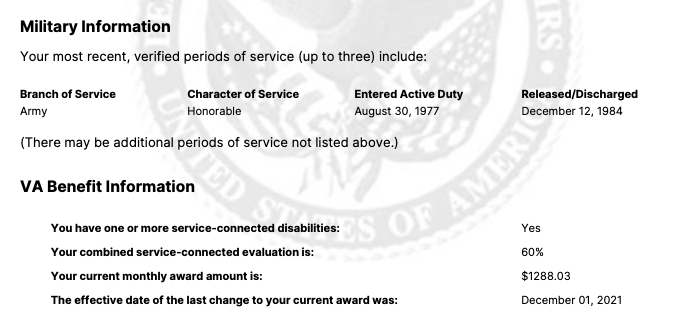 Military Information
Your most recent, verified periods of service (up to three) include:
Branch of Service Character of Service Entered Active Duty Released/Discharged
Army Honorable August 30, 1977 December 12, 1984
(There may be additional periods of service not listed above.)
VA Benefit Information
You have one or more service-connected disabilities: Yes
Your combined service-connected evaluation is: 60%
Your current monthly award amount is: $1288.03
The effective date of the last change to your current award was: December 01, 2021
UNITED STATES OF AMERICA